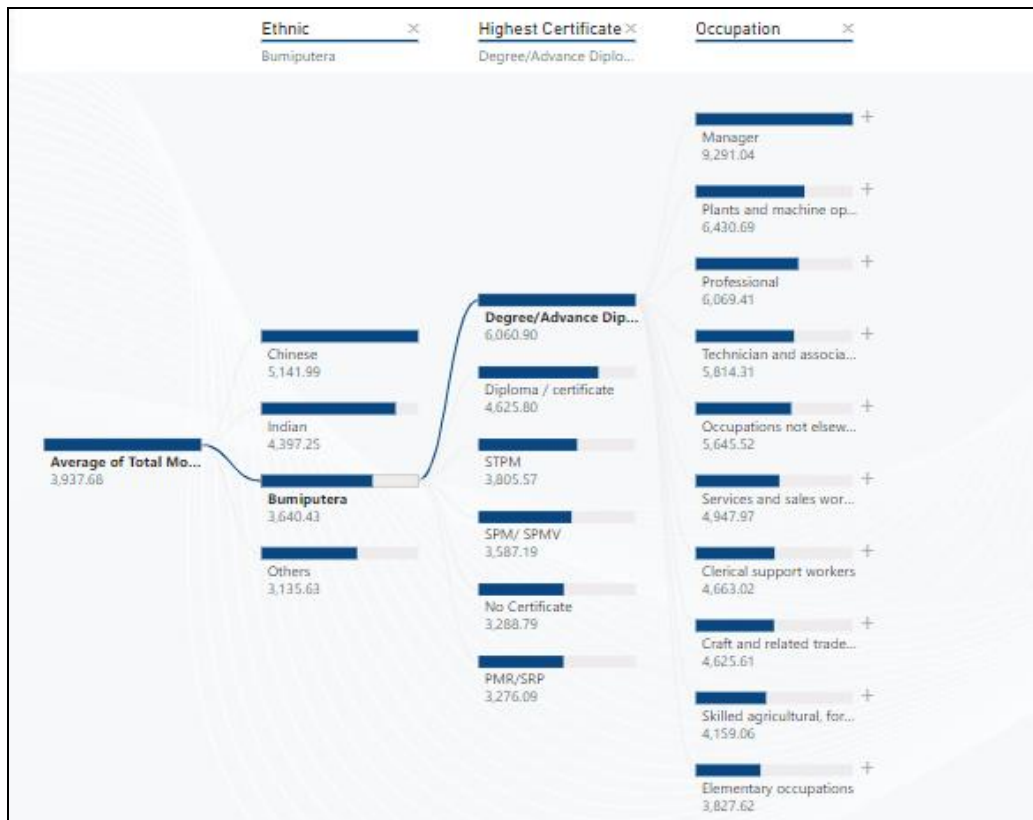 Ethnic
Bumiputera
Highest Certificate
Degree/Advance Diplo...
Occupation
Average of Total Mo...
3,937.68
Chinese
5,141.99
Indian
4,397.25
Bumiputera
3,640.43
Others
3,135.63
Degree/Advance Dip...
6,060.90
Diploma / certificate
4,625.80
STPM
3,805.57
SPM/ SPMV
3,587.19
No Certificate
3,288.79
PMR/SRP
3,276.09
Manager
9,291.04
Plants and machine op...
6,430.69
Professional
6,069.41
Technician and associa...
5,814.31
Occupations not elsew...
5,645.52
Services and sales wor...
4,947.97
Clerical support workers
4,663.02
Craft and related trade...
4,625.61
Skilled agricultural, for...
4,159.06
Elementary occupations
3,827.62